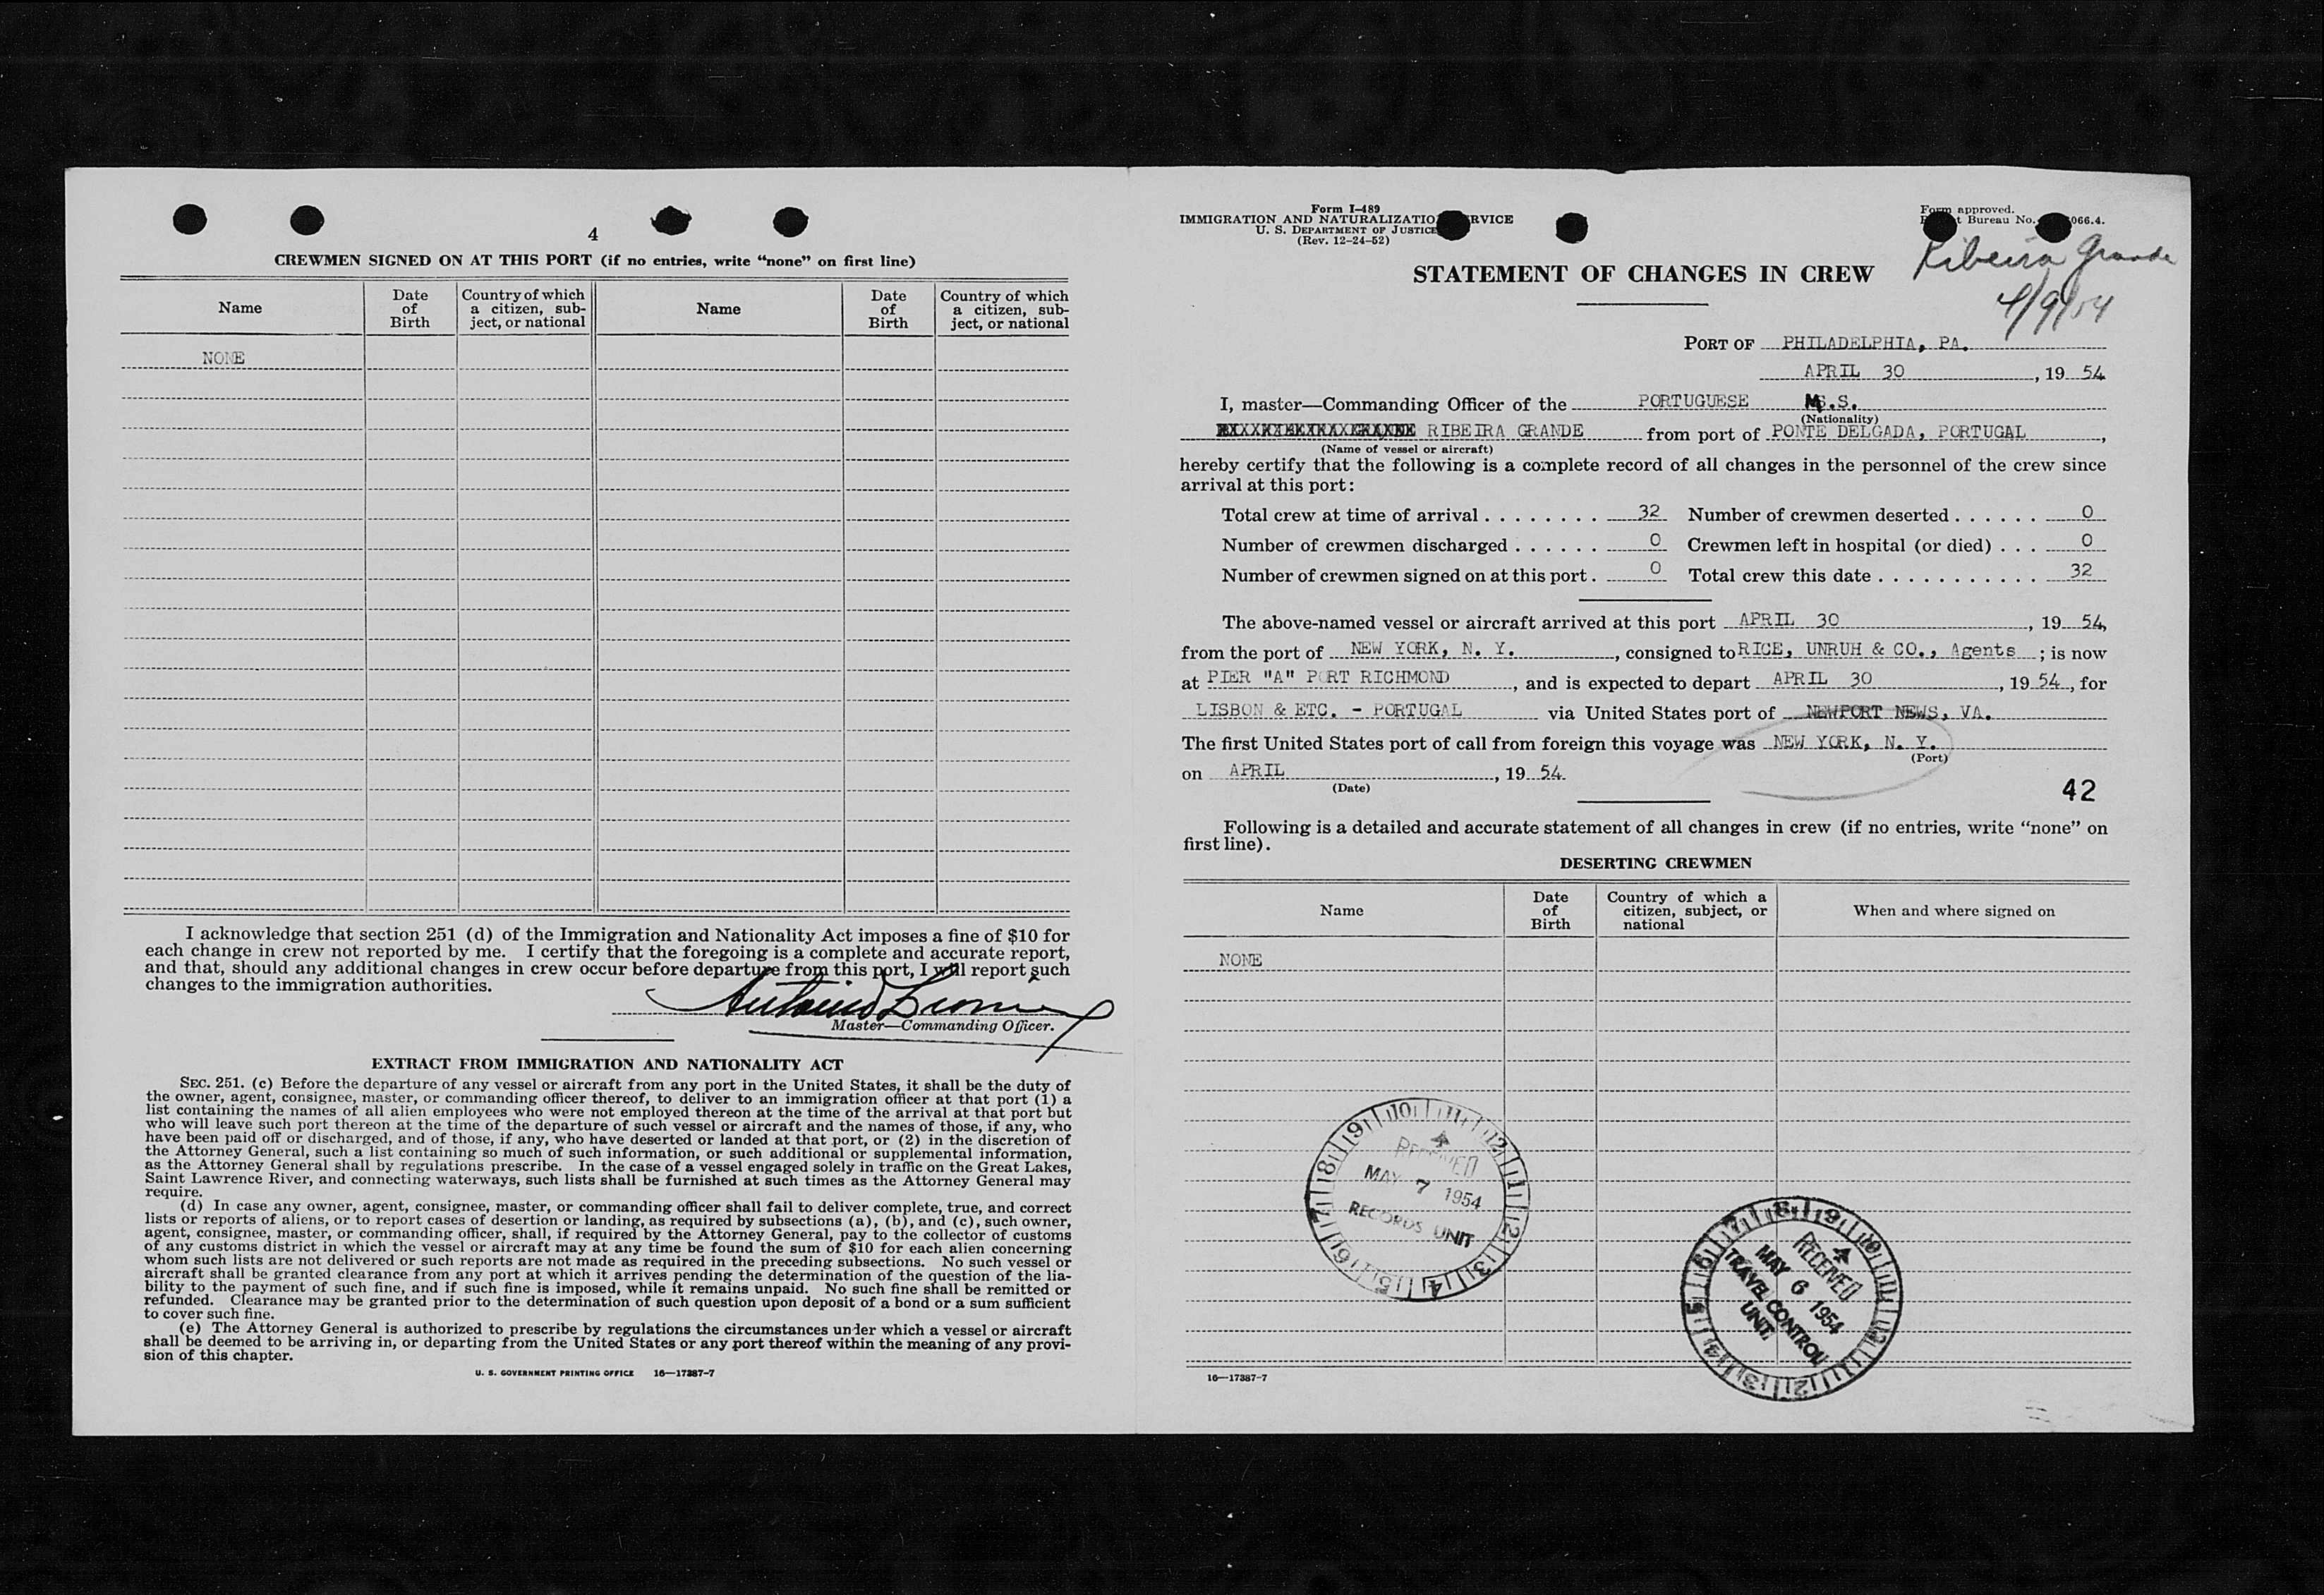 4
CREWMEN SIGNED ON AT THIS PORT (if no entries, write “none” on first line)
Name
Date of Birth
Country of which a citizen, subject, or national
Name
Date of Birth
Country of which a citizen, subject, or national
NONE
I acknowledge that section 251 (d) of the Immigration and Nationality Act imposes a fine of $10 for
each change in crew not reported by me. I certify that the foregoing is a complete and accurate report,
and that, should any additional changes in crew occur before departure from this port, I will report such
changes to the immigration authorities.
Master—Commanding Officer.
EXTRACT FROM IMMIGRATION AND NATIONALITY ACT
SEC. 251. (c) Before the departure of any vessel or aircraft from any port in the United States, it shall be the duty of
the owner, agent, consignee, master, or commanding officer thereof, to deliver to an immigration officer at that port (1) a
list containing the names of all alien employees who were not employed thereon at the time of the arrival at that port but
who will leave such port thereon at the time of the departure of such vessel or aircraft and the names of those, if any, who
have been paid off or discharged, and of those, if any, who have deserted or landed at that port, or (2) in the discretion of
the Attorney General, such a list containing so much of such information, or such additional or supplemental information,
as the Attorney General shall by regulations prescribe. In the case of a vessel engaged solely in traffic on the Great Lakes,
Saint Lawrence River, and connecting waterways, such lists shall be furnished at such times as the Attorney General may
require.
(d) In case any owner, agent, consignee, master, or commanding officer shall fail to deliver complete, true, and correct
lists or reports of aliens, or to report cases of desertion or landing, as required by subsections (a), (b), and (c), such owner,
agent, consignee, master, or commanding officer, shall, if required by the Attorney General, pay to the collector of customs
of any customs district in which the vessel or aircraft may at any time be found the sum of $10 for each alien concerning
whom such lists are not delivered or such reports are not made as required in the preceding subsections. No such vessel or
aircraft shall be granted clearance from any port at which it arrives pending the determination of the question of the lia-
bility to the payment of such fine, and if such fine is imposed, while it remains unpaid. No such fine shall be remitted or
refunded. Clearance may be granted prior to the determination of such question upon deposit of a bond or a sum sufficient
to cover such fine.
(e) The Attorney General is authorized to prescribe by regulations the circumstances under which a vessel or aircraft
shall be deemed to be arriving in, or departing from the United States or any port thereof within the meaning of any provi-
sion of this chapter.
U. S. GOVERNMENT PRINTING OFFICE 16—17387-7
Form I-489
IMMIGRATION AND NATURALIZATIO RVICE
U. S. DEPARTMENT OF JUSTICE
(Rev. 12-24-52)
Form approved.
t Bureau No. 066.4.
Ribeira Grande
4/9/54
STATEMENT OF CHANGES IN CREW
PORT OF PHILADELPHIA, PA.
APRIL 30, 19 54
I, master—Commanding Officer of the PORTUGUESE M.S.
(Nationality)
RIBEIRA GRANDE from port of PONTE DELGADA, PORTUGAL,
(Name of vessel or aircraft)
hereby certify that the following is a complete record of all changes in the personnel of the crew since
arrival at this port:
Total crew at time of arrival 32 Number of crewmen deserted 0
Number of crewmen discharged 0 Crewmen left in hospital (or died) 0
Number of crewmen signed on at this port 0 Total crew this date 32
The above-named vessel or aircraft arrived at this port APRIL 30, 19 54,
from the port of NEW YORK, N. Y., consigned to RICE, UNRUH & CO., Agents; is now
at PIER "A" PORT RICHMOND, and is expected to depart APRIL 30, 19 54, for
LISBON & ETC. - PORTUGAL via United States port of NEWPORT NEWS, VA.
The first United States port of call from foreign this voyage was NEW YORK, N. Y.
(Port)
on APRIL, 19 54
(Date)
42
Following is a detailed and accurate statement of all changes in crew (if no entries, write “none” on
first line).
DESERTING CREWMEN
Name
Date of Birth
Country of which a citizen, subject, or national
When and where signed on
NONE
RECEIVED
MAY 7 1954
RECORDS UNIT
RECEIVED
MAY 6 1954
TRAVEL CONTROL
UNIT
16—17387-7